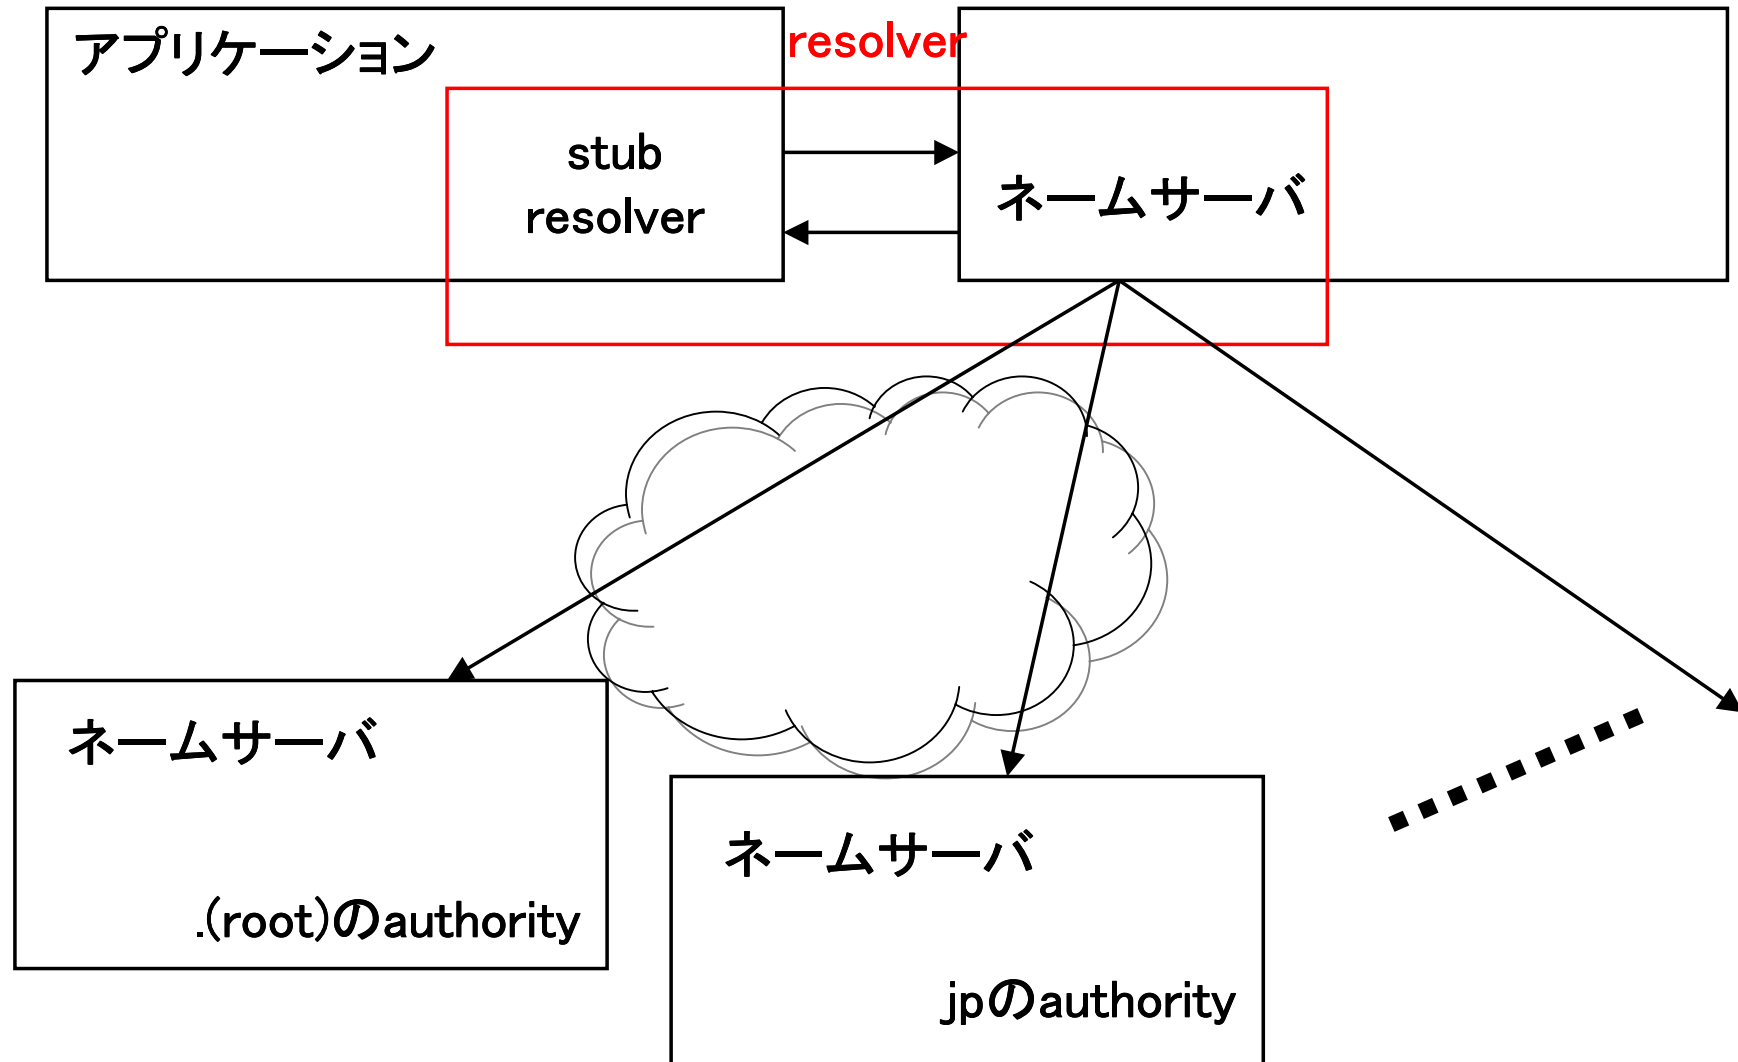 アプリケーション
resolver
stub
resolver
ネームサーバ
ネームサーバ
.(root)のauthority
ネームサーバ
jpのauthority